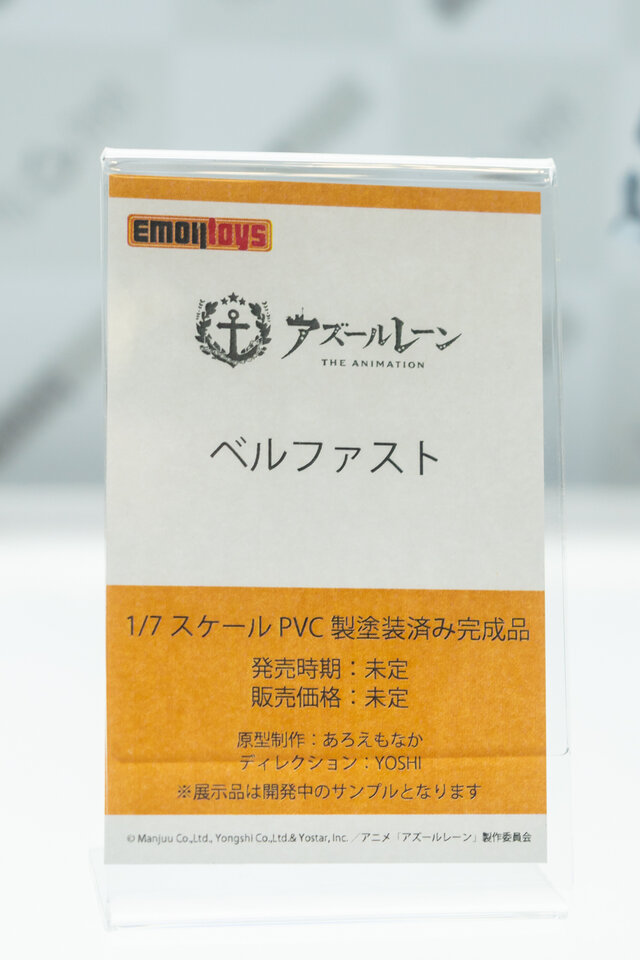 EMONtoys
アズールレーン
THE ANIMATION
ベルファスト
1/7 スケール PVC 製塗装済み完成品
発売時期：未定
販売価格：未定
原型制作：あろえもなか
ディレクション：YOSHI
※展示品は開発中のサンプルとなります
© Manjuu Co.,Ltd., Yongshi Co.,Ltd.& Yostar, Inc. ／アニメ「アズールレーン」製作委員会